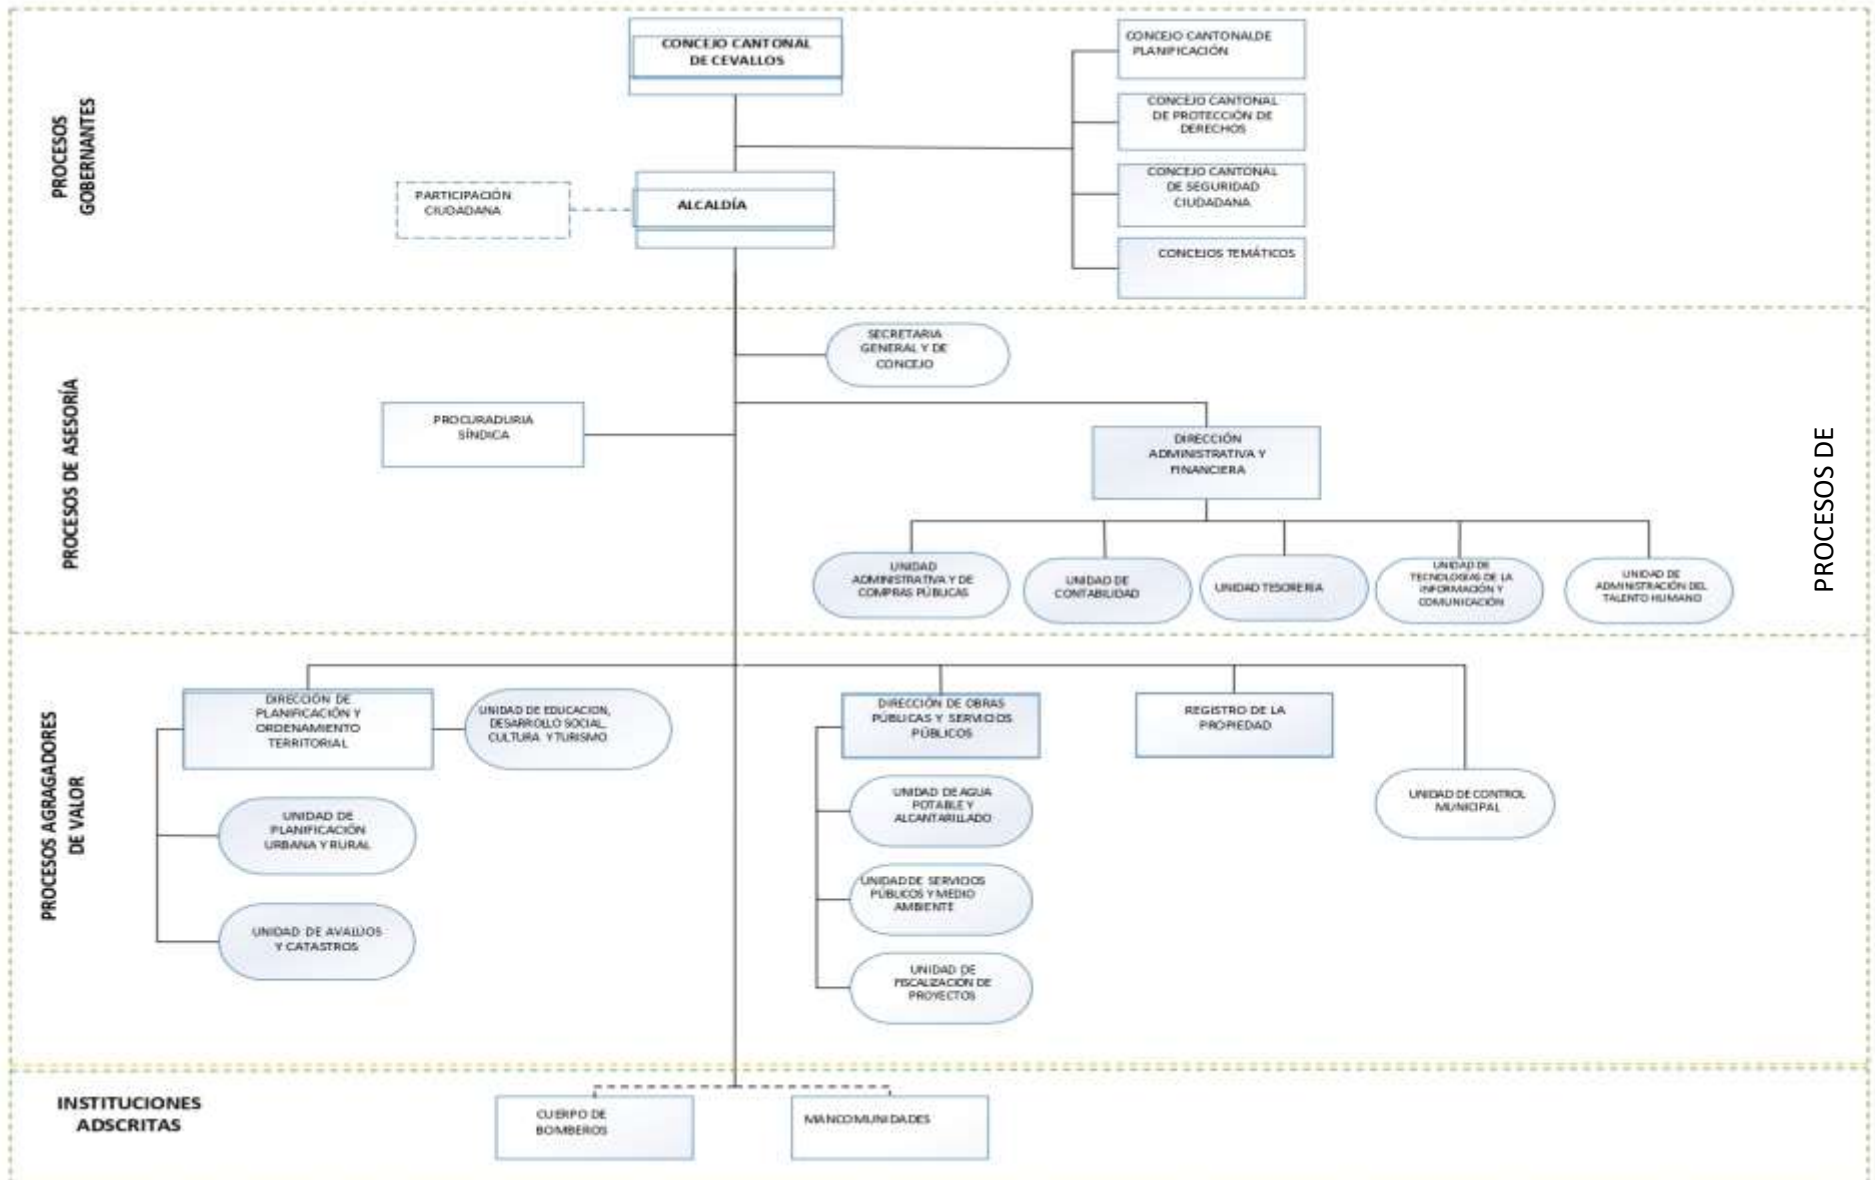 PROCESOS
GOBERNANTES
CONCEJO CANTONAL
DE CEVALLOS
CONCEJO CANTONALDE
PLANIFICACIÓN
CONCEJO CANTONAL
DE PROTECCIÓN DE
DERECHOS
CONCEJO CANTONAL
DE SEGURIDAD
CIUDADANA
CONCEJOS TEMÁTICOS
PARTICIPACIÓN
CIUDADANA
ALCALDÍA
PROCESOS DE ASESORÍA
SECRETARIA
GENERAL Y DE
CONCEJO
PROCURADURIA
SÍNDICA
DIRECCIÓN
ADMINISTRATIVA Y
FINANCIERA
PROCESOS DE
UNIDAD
ADMINISTRATIVA Y DE
COMPRAS PÚBLICAS
UNIDAD DE
CONTABILIDAD
UNIDAD TESORERIA
UNIDAD DE
TECNOLOGIAS DE LA
INFORMACIÓN Y
COMUNICACIÓN
UNIDAD DE
ADMINISTRACIÓN DEL
TALENTO HUMANO
PROCESOS AGRAGADORES
DE VALOR
DIRECCIÓN DE
PLANIFICACIÓN Y
ORDENAMIENTO
TERRITORIAL
UNIDAD DE EDUCACION,
DESARROLLO SOCIAL,
CULTURA Y TURISMO
UNIDAD DE
PLANIFICACIÓN
URBANA Y RURAL
UNIDAD DE AVALÚOS
Y CATASTROS
DIRECCIÓN DE OBRAS
PÚBLICAS Y SERVICIOS
PÚBLICOS
UNIDAD DE AGUA
POTABLE Y
ALCANTARILLADO
UNIDAD DE SERVICIOS
PÚBLICOS Y MEDIO
AMBIENTE
UNIDAD DE
FISCALIZACIÓN DE
PROYECTOS
REGISTRO DE LA
PROPIEDAD
UNIDAD DE CONTROL
MUNICIPAL
INSTITUCIONES
ADSCRITAS
CUERPO DE
BOMBEROS
MANCOMUNIDADES